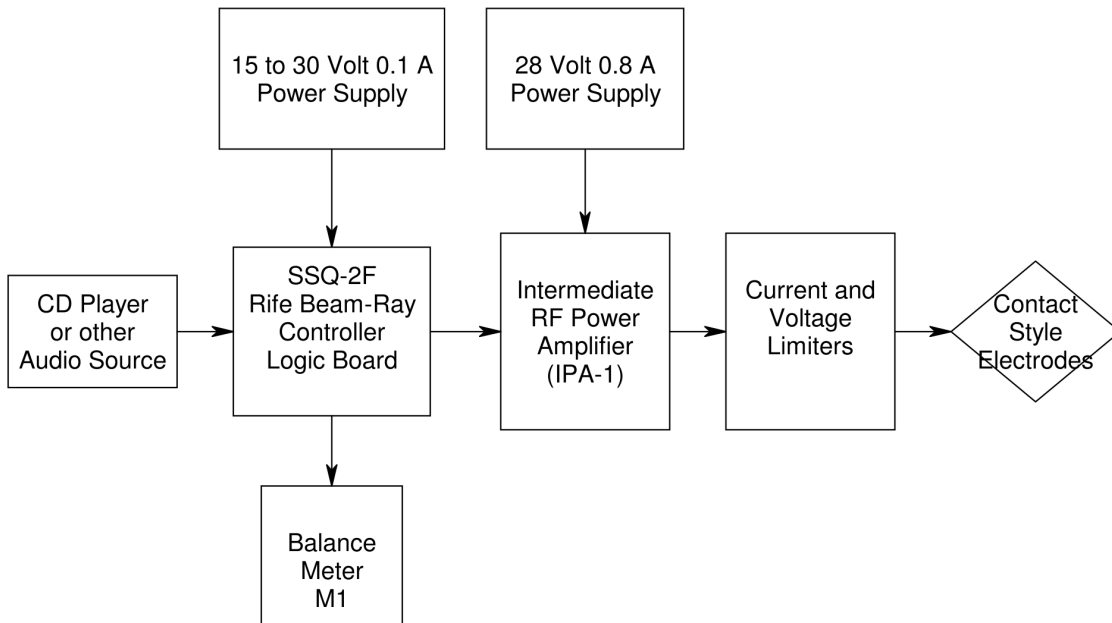 15 to 30 Volt 0.1 A
Power Supply
28 Volt 0.8 A
Power Supply
CD Player
or other
Audio Source
SSQ-2F
Rife Beam-Ray
Controller
Logic Board
Intermediate
RF Power
Amplifier
(IPA-1)
Current and
Voltage
Limiters
Contact
Style
Electrodes
Balance
Meter
M1